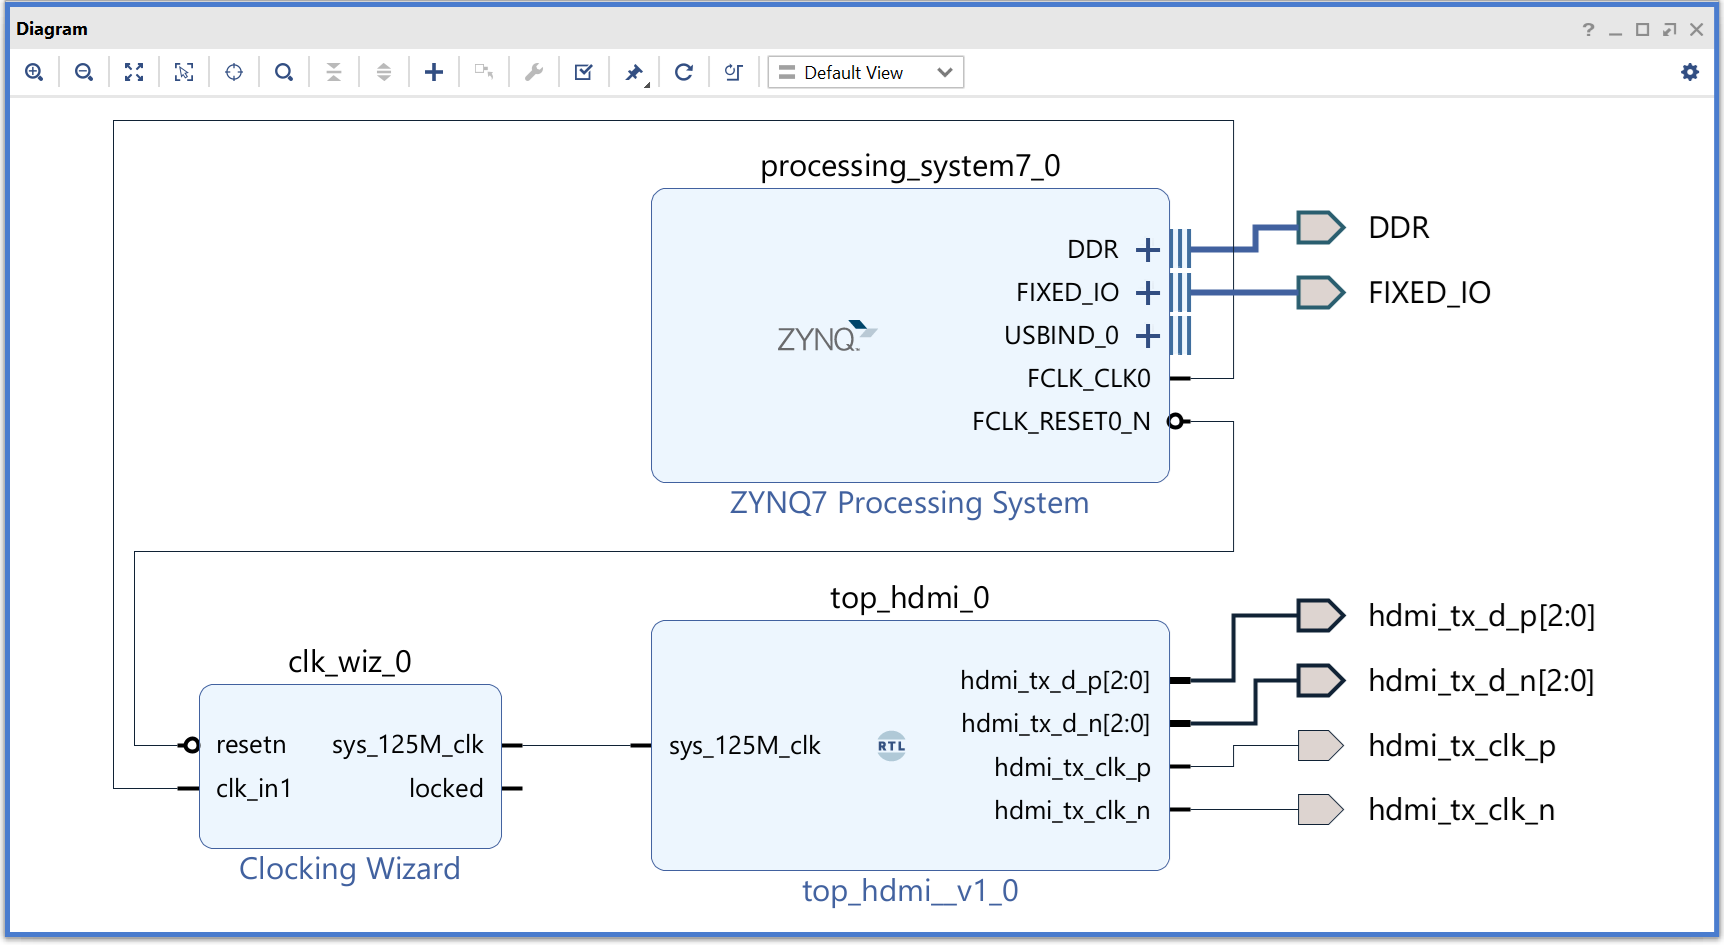 Diagram
Default View
processing_system7_0
DDR
FIXED_IO
USBIND_0
FCLK_CLK0
FCLK_RESET0_N
ZYNQ
ZYNQ7 Processing System
DDR
FIXED_IO
clk_wiz_0
resetn
clk_in1
sys_125M_clk
locked
Clocking Wizard
top_hdmi_0
sys_125M_clk
RTL
hdmi_tx_d_p[2:0]
hdmi_tx_d_n[2:0]
hdmi_tx_clk_p
hdmi_tx_clk_n
top_hdmi__v1_0
hdmi_tx_d_p[2:0]
hdmi_tx_d_n[2:0]
hdmi_tx_clk_p
hdmi_tx_clk_n